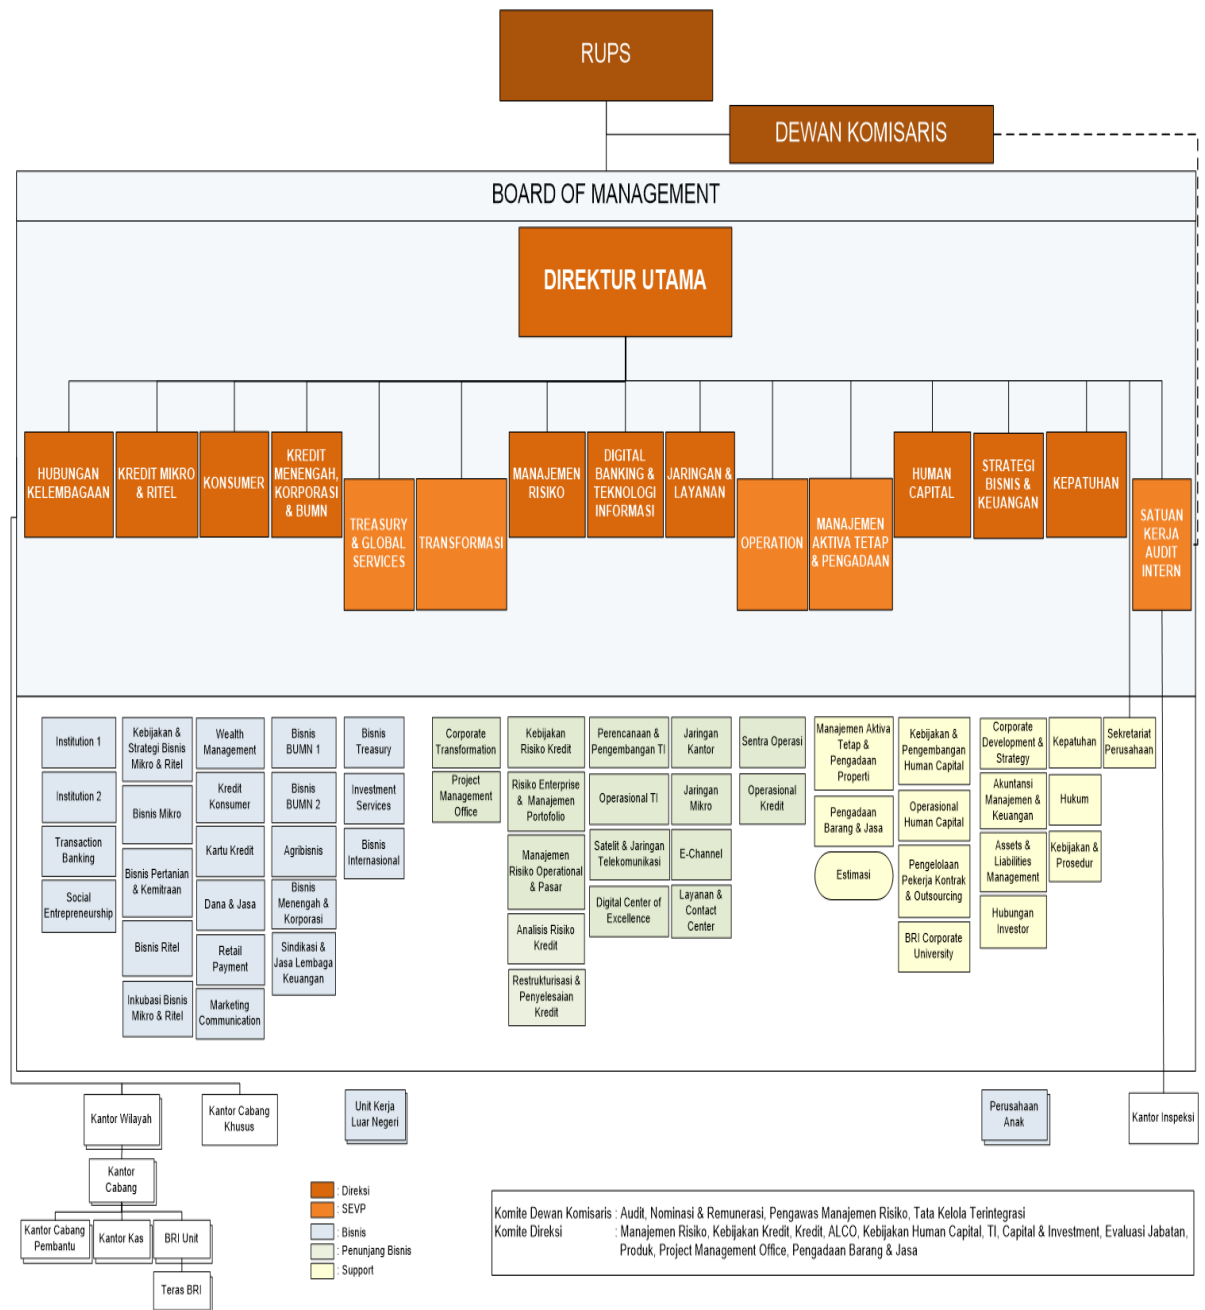 RUPS
DEWAN KOMISARIS
BOARD OF MANAGEMENT
DIREKTUR UTAMA
HUBUNGAN
KELEMBAGAAN
KREDIT MIKRO
& RITEL
KONSUMER
KREDIT
MENENGAH,
KORPORASI
& BUMN
TREASURY
& GLOBAL
SERVICES
TRANSFORMASI
MANAJEMEN
RISIKO
DIGITAL
BANKING &
TEKNOLOGI
INFORMASI
JARINGAN &
LAYANAN
OPERATION
MANAJEMEN
AKTIVA TETAP
& PENGADAAN
HUMAN
CAPITAL
STRATEGI
BISNIS &
KEUANGAN
KEPATUHAN
SATUAN
KERJA
AUDIT
INTERN
Institution 1
Institution 2
Transaction
Banking
Social
Entrepreneurship
Kebijakan &
Strategi Bisnis
Mikro & Ritel
Bisnis Mikro
Bisnis Pertanian
& Kemitraan
Bisnis Ritel
Inkubasi Bisnis
Mikro & Ritel
Wealth
Management
Kredit
Konsumer
Kartu Kredit
Dana & Jasa
Retail
Payment
Marketing
Communication
Bisnis
BUMN 1
Bisnis
BUMN 2
Agribisnis
Bisnis
Menengah &
Korporasi
Sindikasi &
Jasa Lembaga
Keuangan
Bisnis
Treasury
Investment
Services
Bisnis
Internasional
Corporate
Transformation
Project
Management
Office
Kebijakan
Risiko Kredit
Risiko Enterprise
& Manajemen
Portofolio
Manajemen
Risiko Operasional
& Pasar
Analisis Risiko
Kredit
Restrukturisasi &
Penyelesaian
Kredit
Perencanaan &
Pengembangan TI
Operasional TI
Satelit & Jaringan
Telekomunikasi
Digital Center of
Excellence
Jaringan
Kantor
Jaringan
Mikro
E-Channel
Layanan &
Contact
Center
Sentra Operasi
Operasional
Kredit
Manajemen Aktiva
Tetap &
Pengadaan
Properti
Pengadaan
Barang & Jasa
Estimasi
Kebijakan &
Pengembangan
Human Capital
Operasional
Human Capital
Pengelolaan
Pekerja Kontrak
& Outsourcing
BRI Corporate
University
Corporate
Development &
Strategy
Akuntansi
Manajemen &
Keuangan
Assets &
Liabilities
Management
Hubungan
Investor
Kepatuhan
Hukum
Kebijakan &
Prosedur
Sekretariat
Perusahaan
Kantor Wilayah
Kantor Cabang
Khusus
Unit Kerja
Luar Negeri
Perusahaan
Anak
Kantor Inspeksi
Kantor
Cabang
Kantor Cabang
Pembantu
Kantor Kas
BRI Unit
Teras BRI
: Direksi
: SEVP
: Bisnis
: Penunjang Bisnis
: Support
Komite Dewan Komisaris : Audit, Nominasi & Remunerasi, Pengawas Manajemen Risiko, Tata Kelola Terintegrasi
Komite Direksi : Manajemen Risiko, Kebijakan Kredit, Kredit, ALCO, Kebijakan Human Capital, TI, Capital & Investment, Evaluasi Jabatan,
Produk, Project Management Office, Pengadaan Barang & Jasa